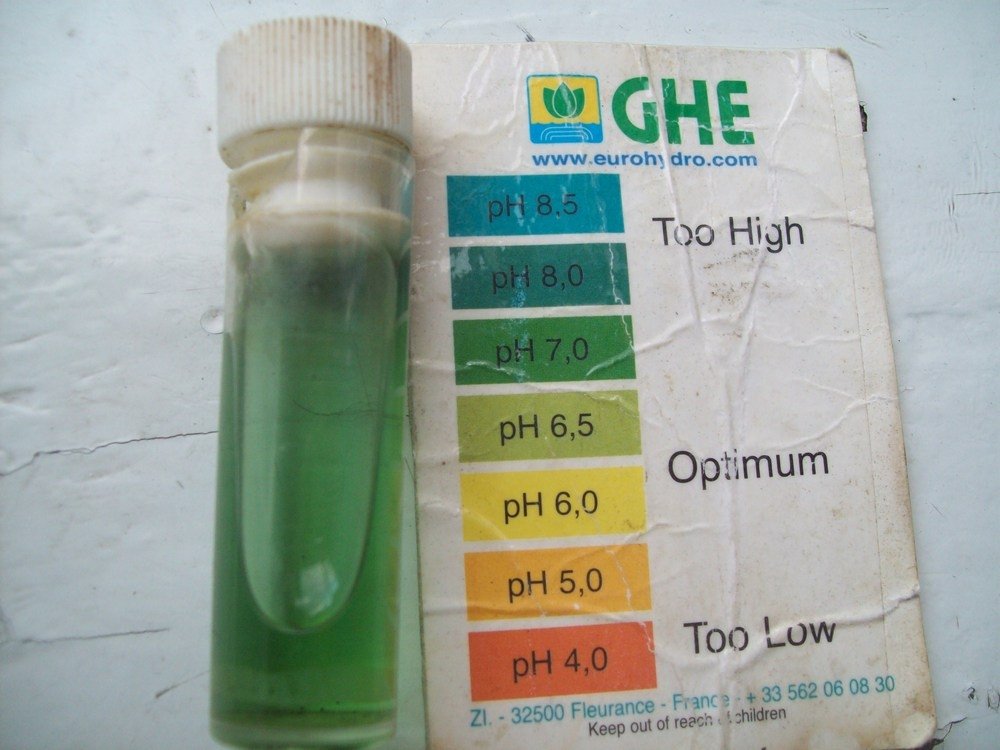 GHE
www.eurohydro.com
pH 8,5
Too High
pH 8,0
pH 7,0
pH 6,5
Optimum
pH 6,0
pH 5,0
Too Low
pH 4,0
ZI. - 32500 Fleurance - France - + 33 562 06 08 30
Keep out of reach of children